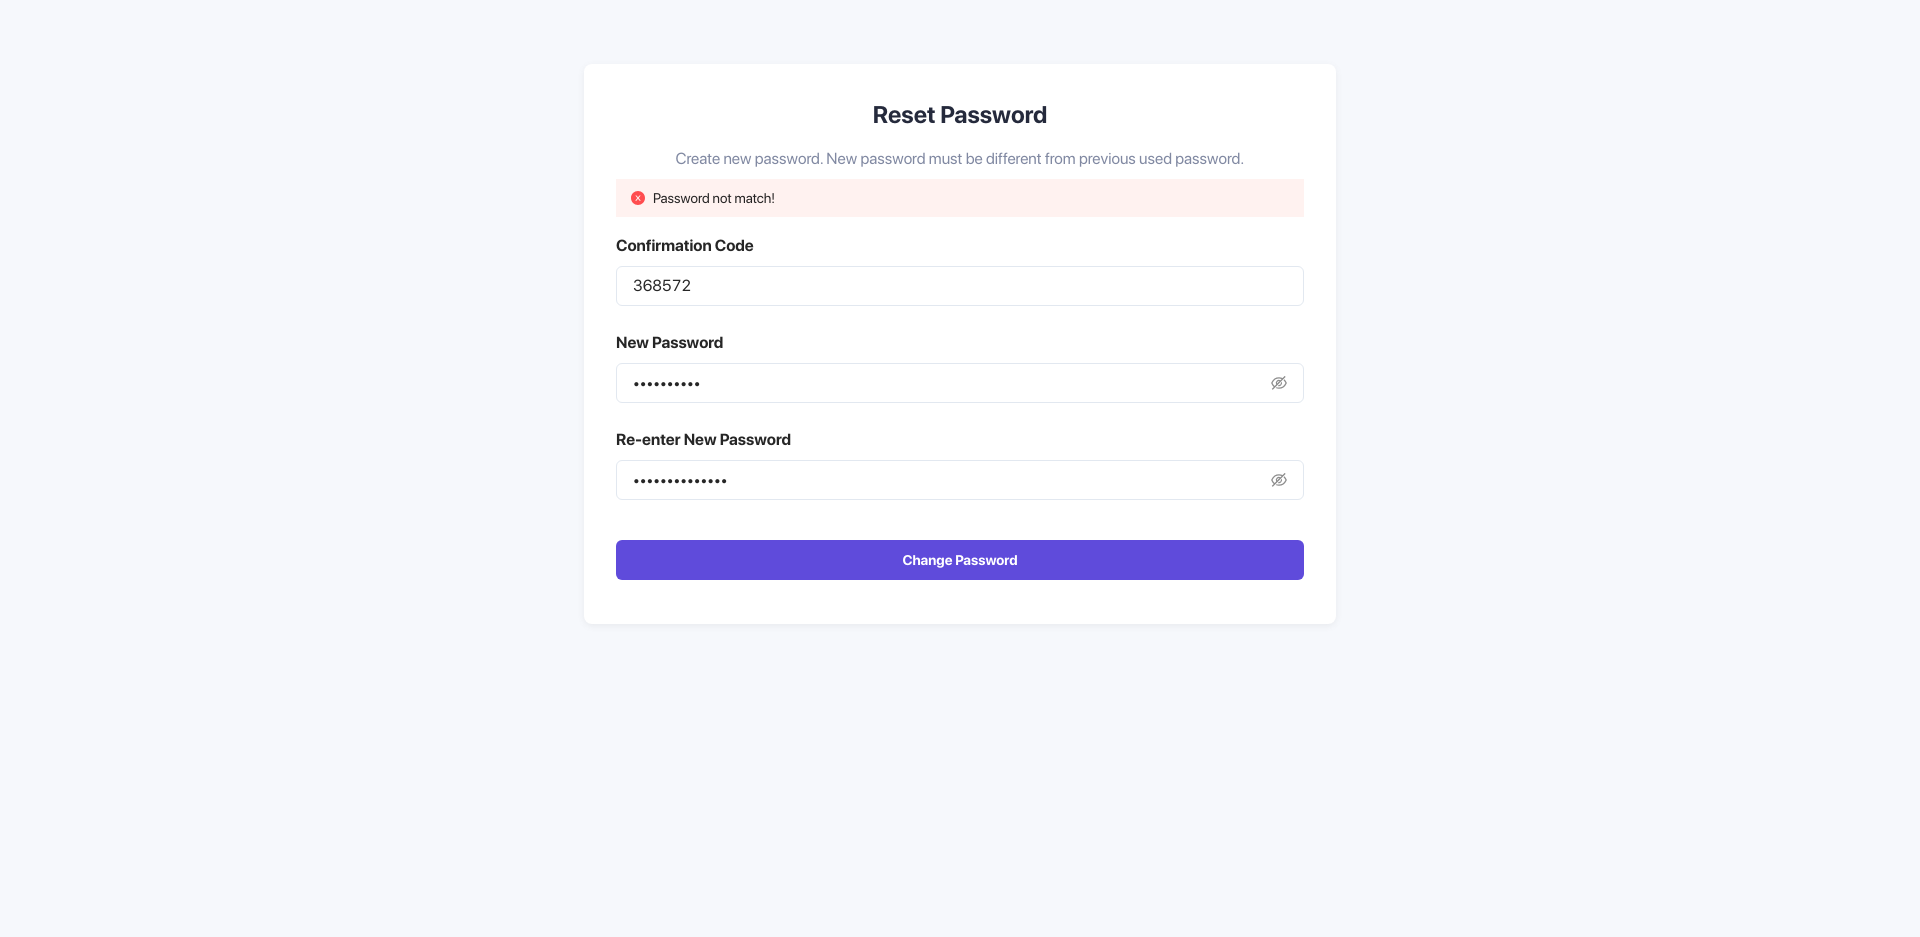 Reset Password
Create new password. New password must be different from previous used password.
Password not match!
Confirmation Code
368572
New Password
••••••••••
Re-enter New Password
••••••••••••••
Change Password